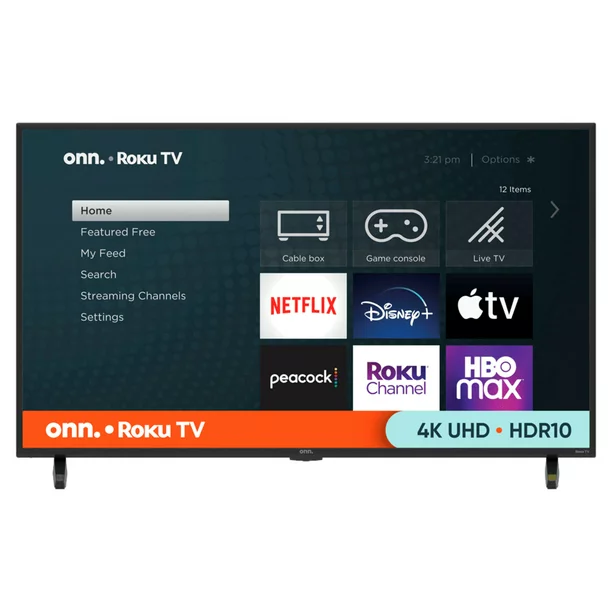 onn. • Roku TV
3:21 pm | Options ✱
12 Items
Home
Featured Free
My Feed
Search
Streaming Channels
Settings
Cable box
Game console
Live TV
NETFLIX
Disney+
tv
peacock
Roku
Channel
HBO
max
onn. • Roku TV
4K UHD • HDR10
onn.
Roku TV